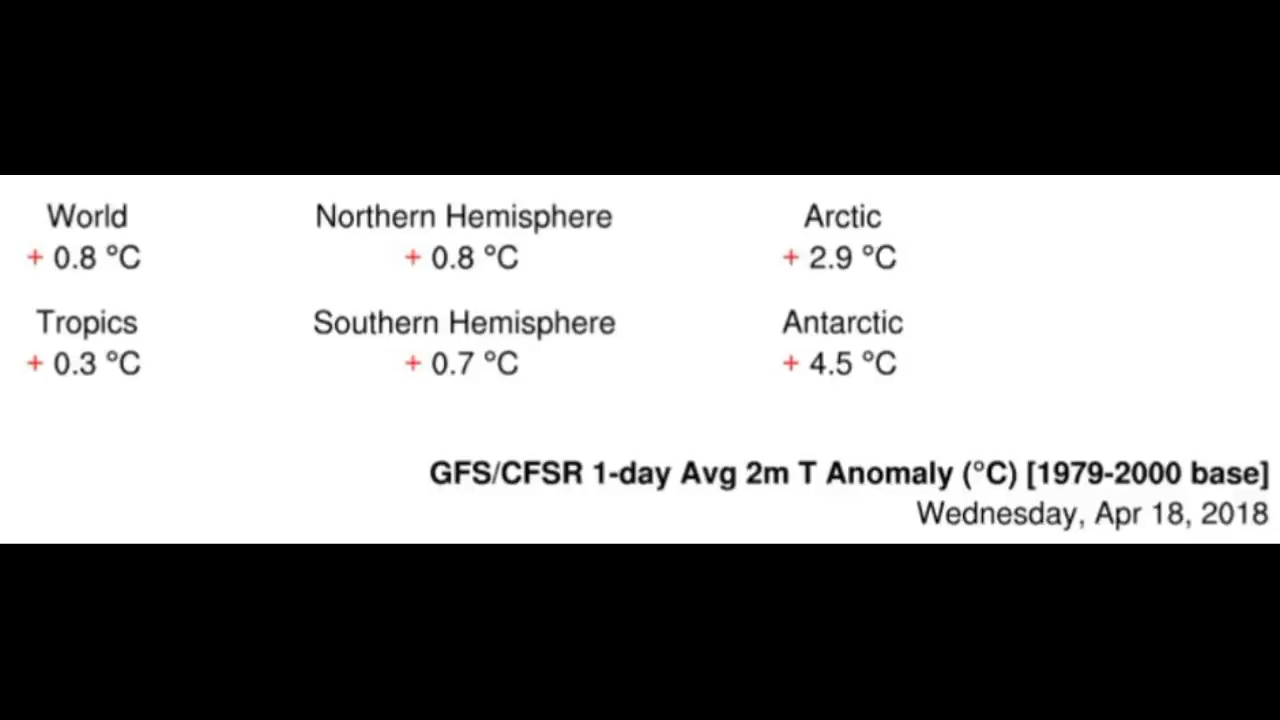 World Northern Hemisphere Arctic
+ 0.8 °C + 0.8 °C + 2.9 °C
Tropics Southern Hemisphere Antarctic
+ 0.3 °C + 0.7 °C + 4.5 °C
GFS/CFSR 1-day Avg 2m T Anomaly (°C) [1979-2000 base]
Wednesday, Apr 18, 2018